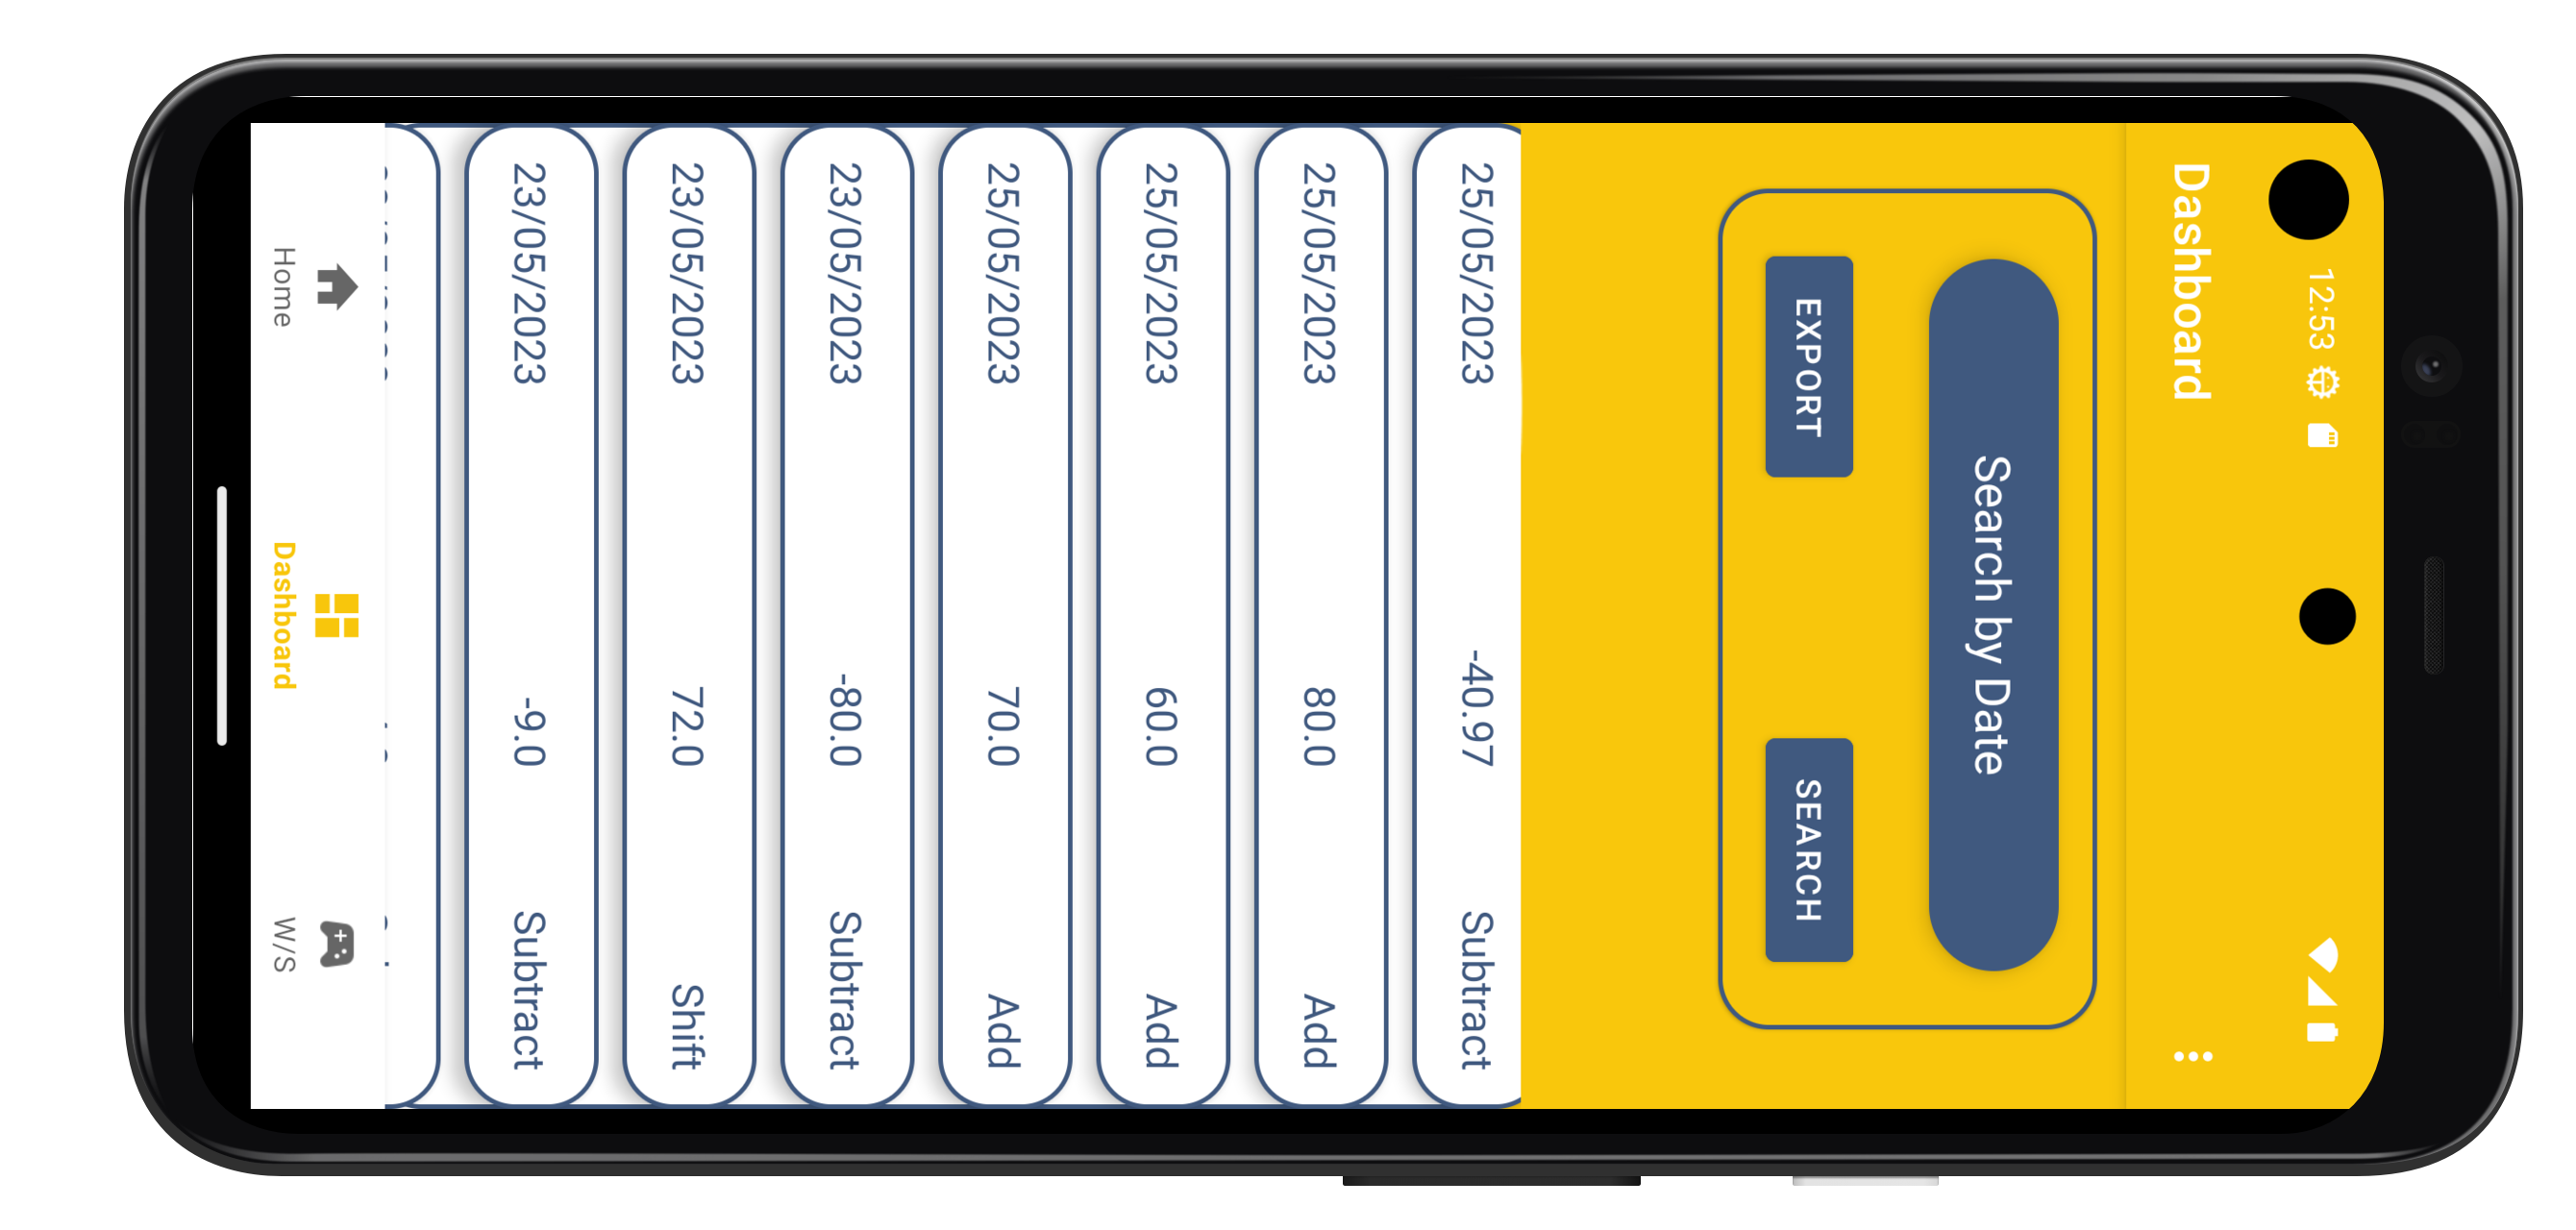 12:53
Dashboard
Search by Date
EXPORT SEARCH
25/05/2023 -40.97 Subtract
25/05/2023 80.0 Add
25/05/2023 60.0 Add
25/05/2023 70.0 Add
23/05/2023 -80.0 Subtract
23/05/2023 72.0 Shift
23/05/2023 -9.0 Subtract
Home Dashboard W/S